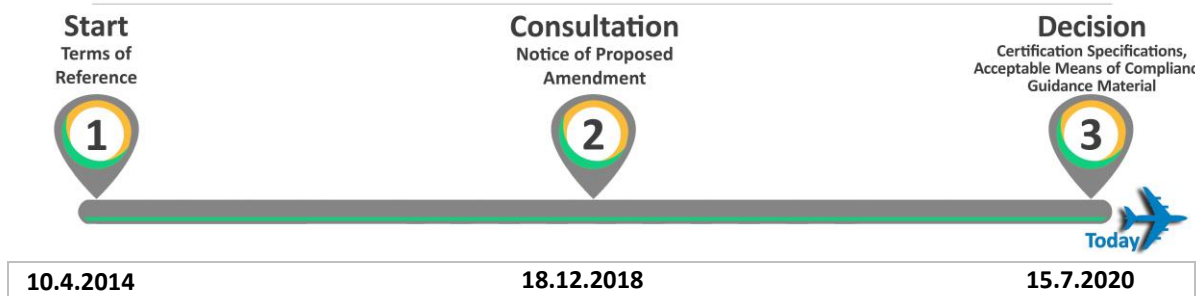 Start
Terms of
Reference
1
Consultation
Notice of Proposed
Amendment
2
Decision
Certification Specifications,
Acceptable Means of Complianc
Guidance Material
3
Today
10.4.2014
18.12.2018
15.7.2020